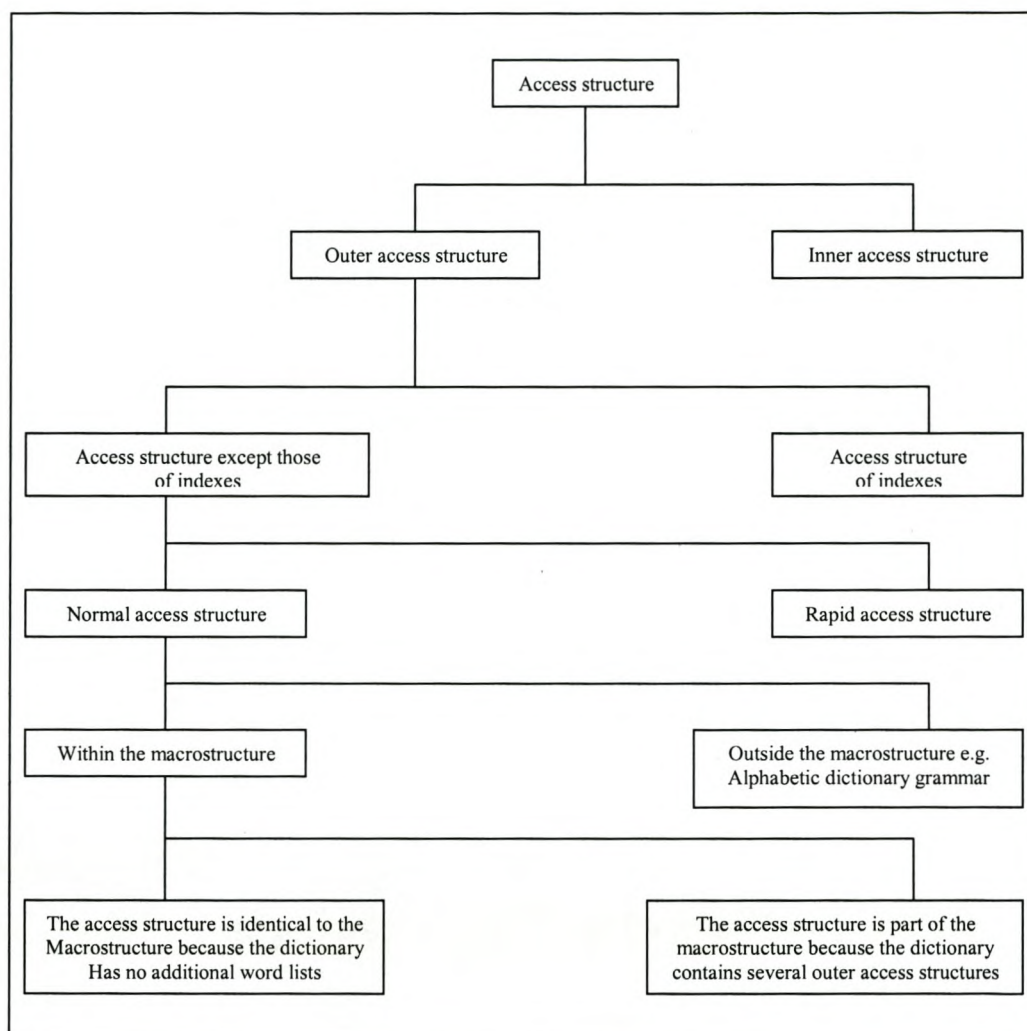 Access structure
Outer access structure
Inner access structure
Access structure except those
of indexes
Access structure
of indexes
Normal access structure
Rapid access structure
Within the macrostructure
Outside the macrostructure e.g.
Alphabetic dictionary grammar
The access structure is identical to the
Macrostructure because the dictionary
Has no additional word lists
The access structure is part of the
macrostructure because the dictionary
contains several outer access structures